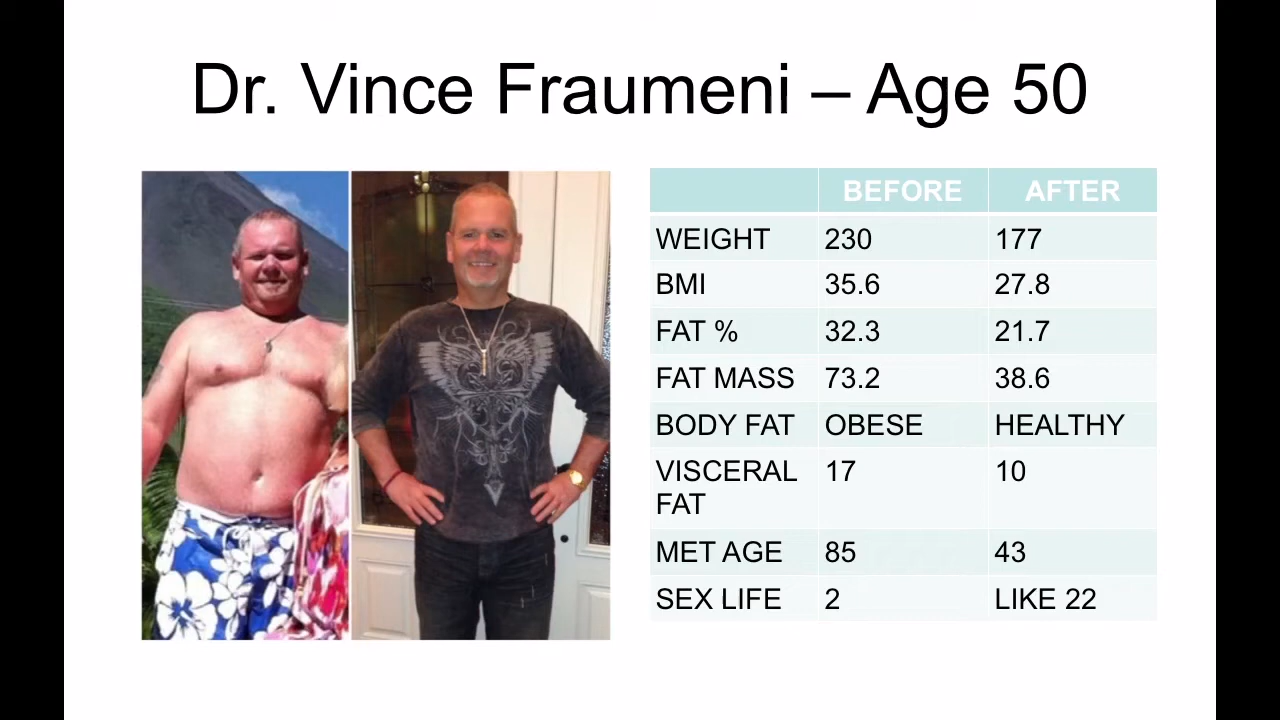 Dr. Vince Fraumeni – Age 50
BEFORE AFTER
WEIGHT 230 177
BMI 35.6 27.8
FAT % 32.3 21.7
FAT MASS 73.2 38.6
BODY FAT OBESE HEALTHY
VISCERAL 17 10
FAT
MET AGE 85 43
SEX LIFE 2 LIKE 22